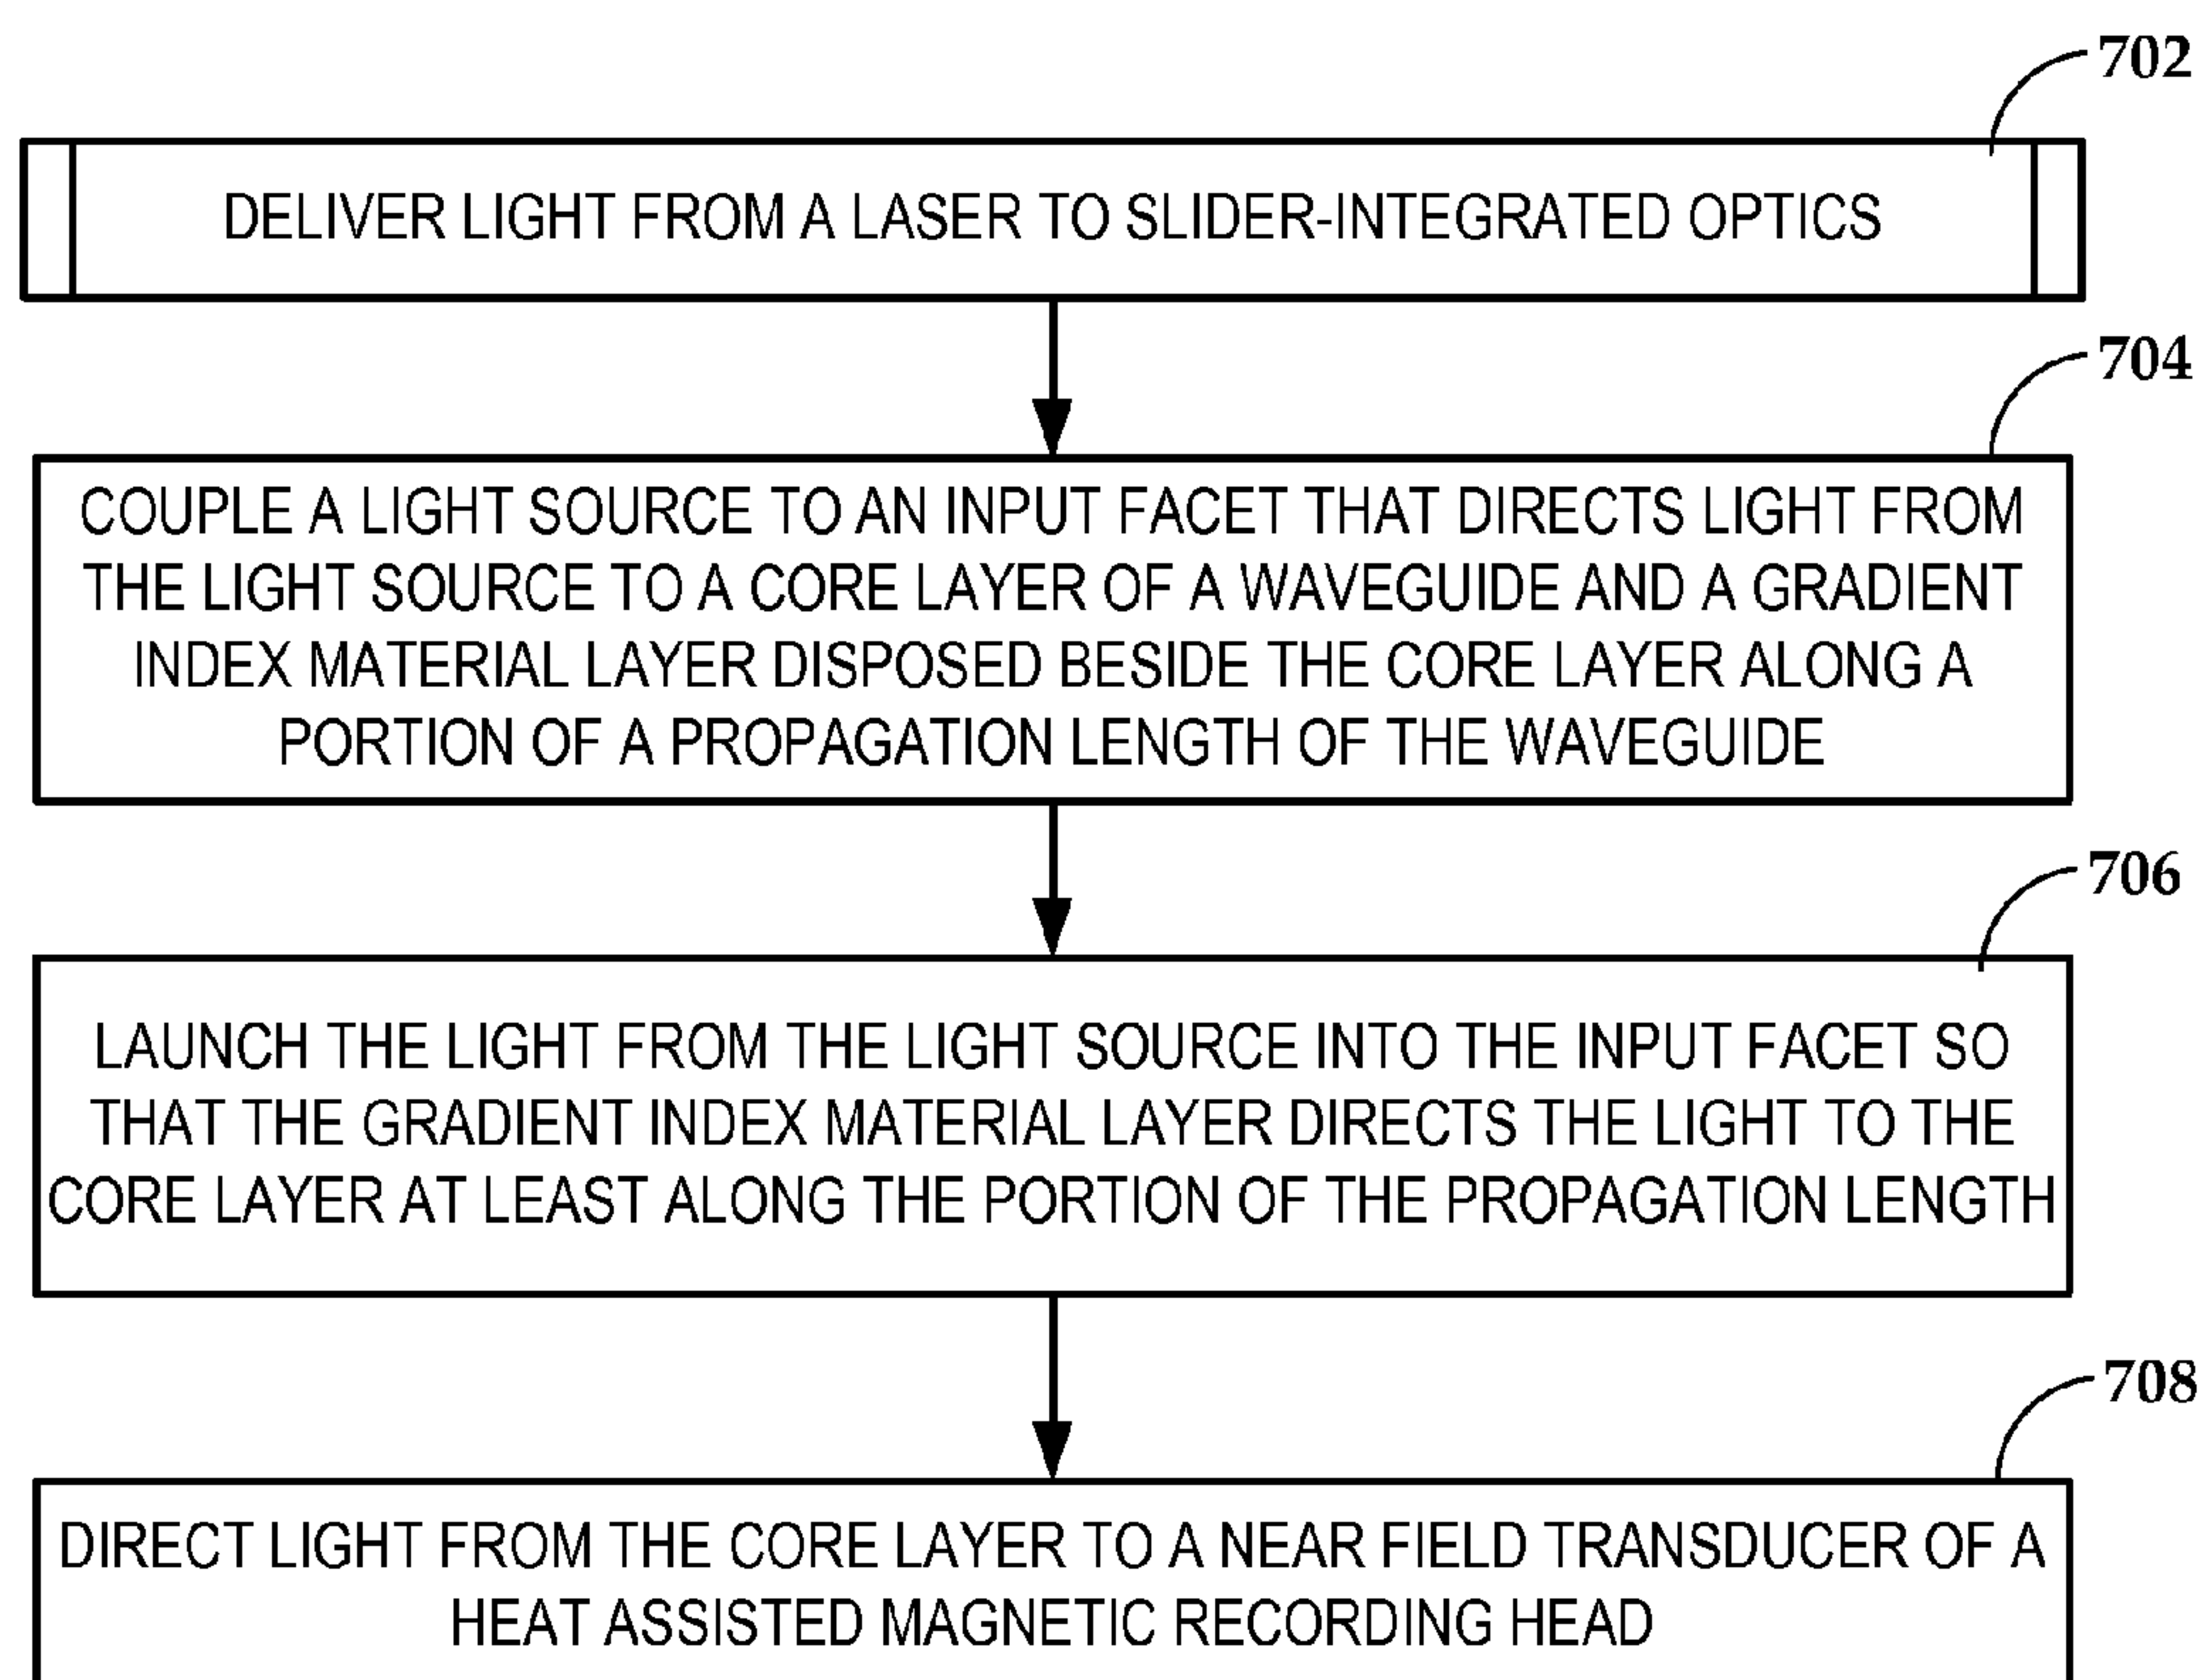 702
DELIVER LIGHT FROM A LASER TO SLIDER-INTEGRATED OPTICS
704
COUPLE A LIGHT SOURCE TO AN INPUT FACET THAT DIRECTS LIGHT FROM
THE LIGHT SOURCE TO A CORE LAYER OF A WAVEGUIDE AND A GRADIENT
INDEX MATERIAL LAYER DISPOSED BESIDE THE CORE LAYER ALONG A
PORTION OF A PROPAGATION LENGTH OF THE WAVEGUIDE
706
LAUNCH THE LIGHT FROM THE LIGHT SOURCE INTO THE INPUT FACET SO
THAT THE GRADIENT INDEX MATERIAL LAYER DIRECTS THE LIGHT TO THE
CORE LAYER AT LEAST ALONG THE PORTION OF THE PROPAGATION LENGTH
708
DIRECT LIGHT FROM THE CORE LAYER TO A NEAR FIELD TRANSDUCER OF A
HEAT ASSISTED MAGNETIC RECORDING HEAD